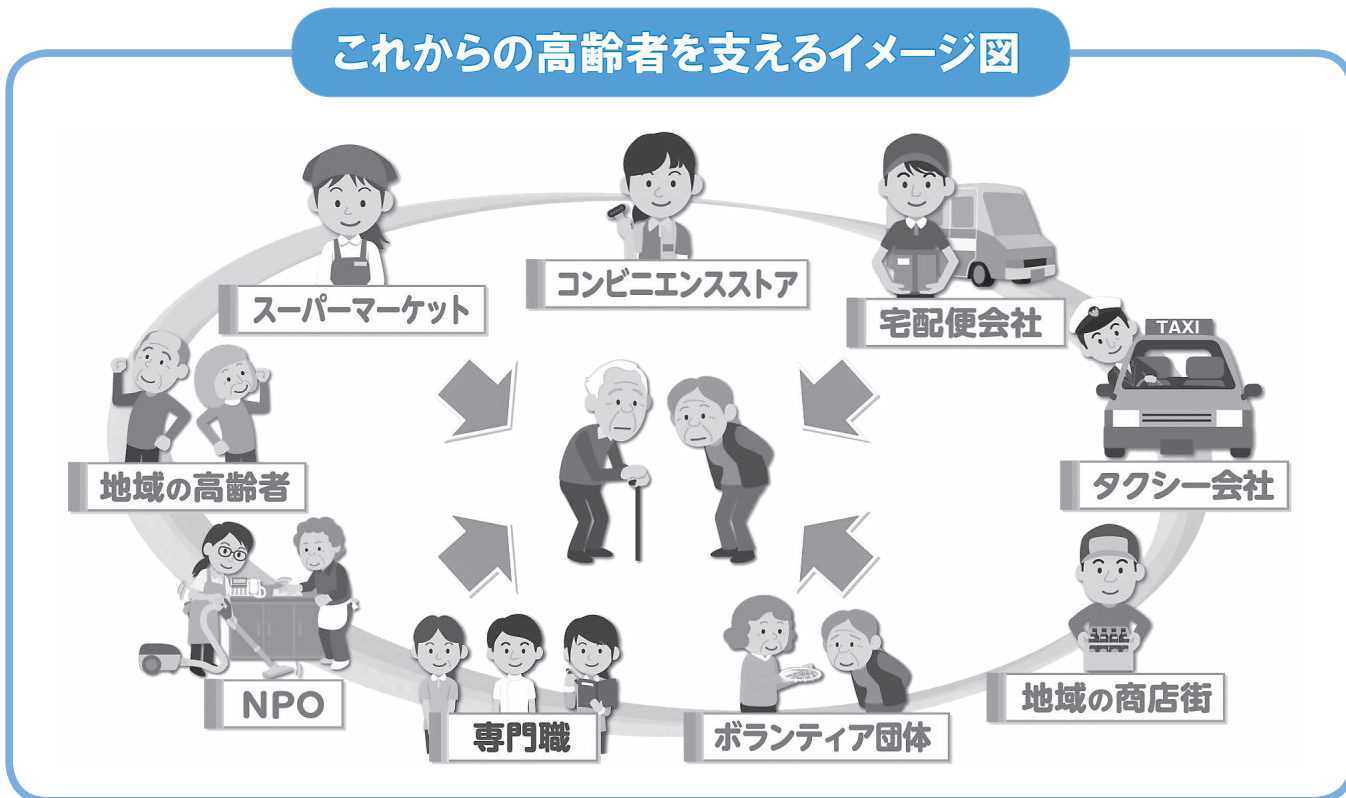 これからの高齢者を支えるイメージ図
スーパーマーケット
コンビニエンスストア
宅配便会社
TAXI
タクシー会社
地域の高齢者
地域の商店街
NPO
専門職
ボランティア団体